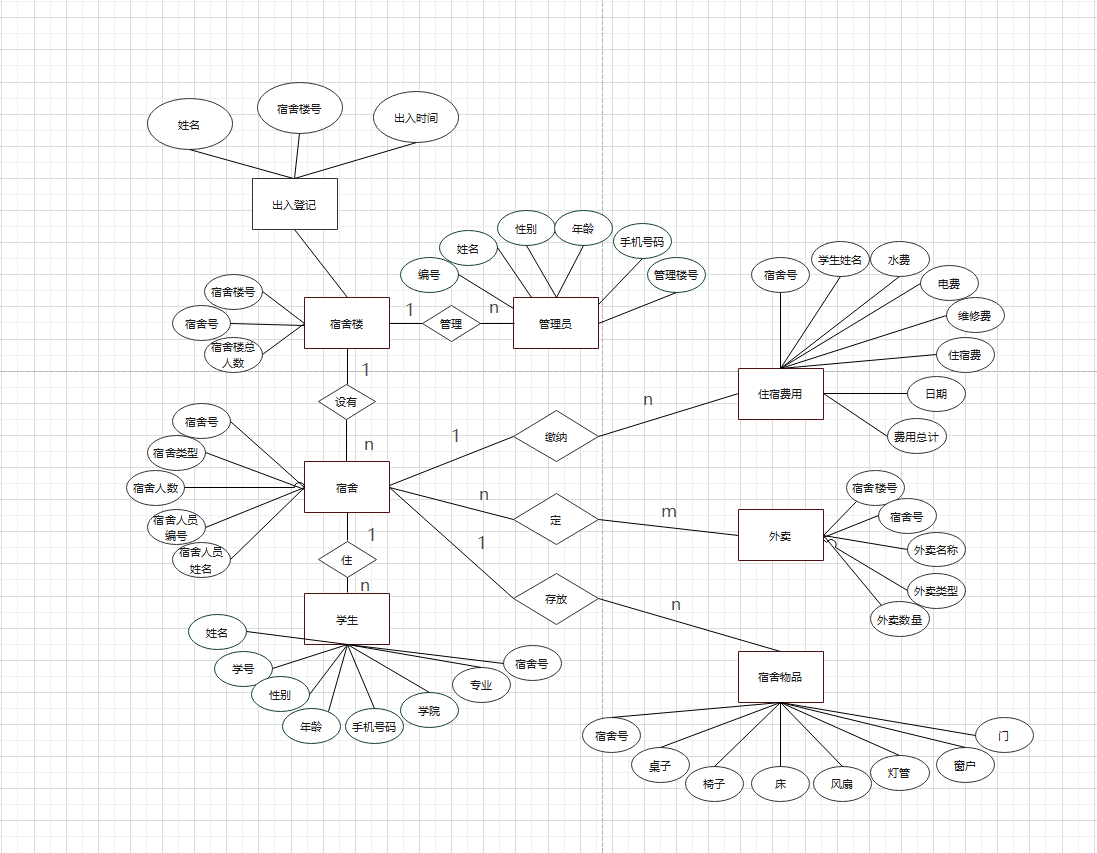 姓名
宿舍楼号
出入时间
出入登记
编号
姓名
性别
年龄
手机号码
管理楼号
宿舍楼号
宿舍号
宿舍楼总
人数
宿舍楼
1
管理
n
管理员
宿舍号
学生姓名
水费
电费
维修费
住宿费
日期
费用总计
住宿费用
1
设有
n
宿舍号
宿舍类型
宿舍人数
宿舍人员
编号
宿舍人员
姓名
宿舍
1
缴纳
n
n
定
m
1
存放
n
宿舍楼号
宿舍号
外卖名称
外卖类型
外卖数量
外卖
1
住
n
学生
姓名
学号
性别
年龄
手机号码
学院
专业
宿舍号
宿舍物品
宿舍号
桌子
椅子
床
风扇
灯管
窗户
门